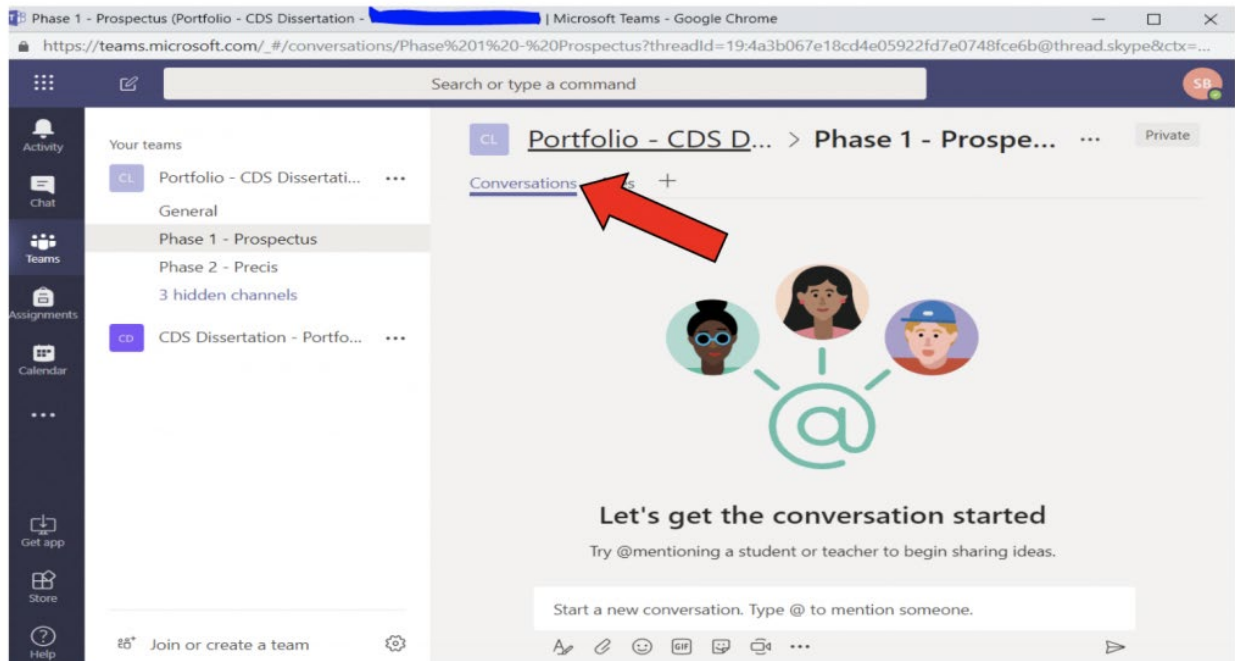 Phase 1 - Prospectus (Portfolio - CDS Dissertation - | Microsoft Teams - Google Chrome
https://teams.microsoft.com/_#/conversations/Phase%201%20-%20Prospectus?threadId=19:4a3b067e18cd4e05922fd7e0748fce6b@thread.skype&ctx=...
Search or type a command
SB
Activity
Chat
Teams
Assignments
Calendar
Get app
Store
Help
Your teams
CL Portfolio - CDS Dissertati...
General
Phase 1 - Prospectus
Phase 2 - Precis
3 hidden channels
CD CDS Dissertation - Portfo...
Join or create a team
CL Portfolio - CDS D... > Phase 1 - Prospe... ... Private
Conversations +
Let's get the conversation started
Try @mentioning a student or teacher to begin sharing ideas.
Start a new conversation. Type @ to mention someone.
GIF